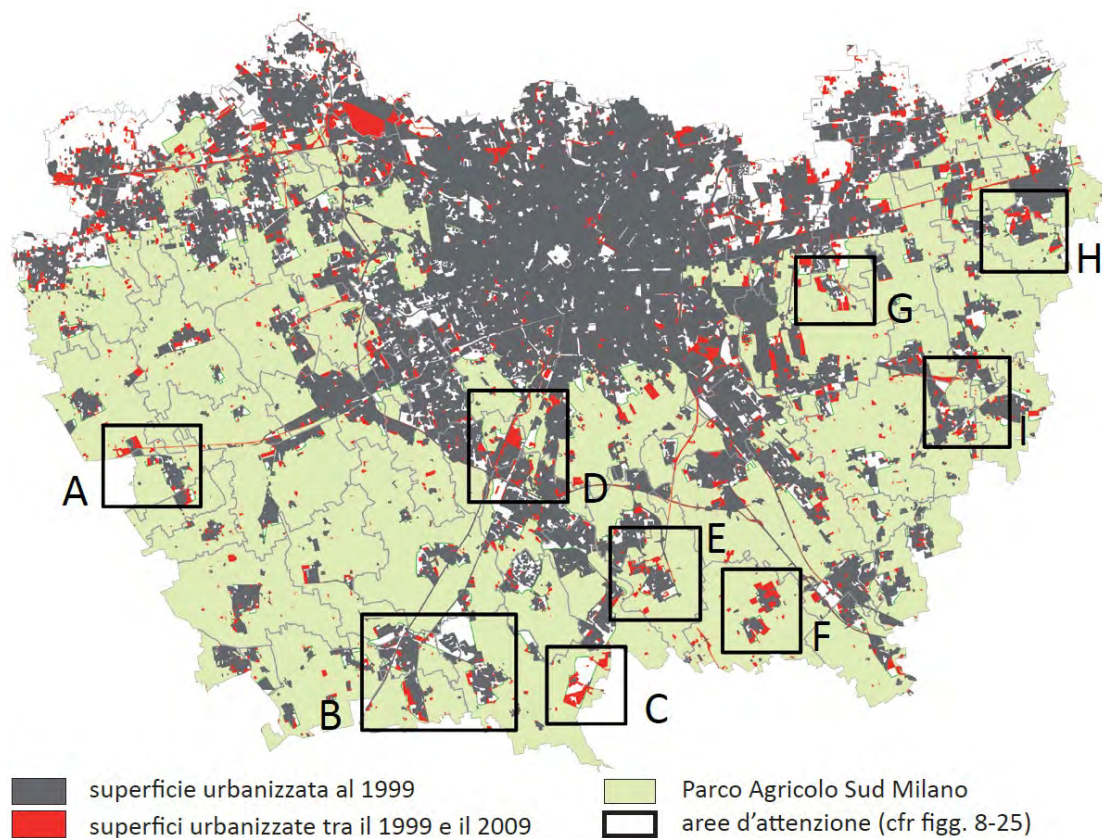 H
G
I
A
D
E
F
B
C
superficie urbanizzata al 1999
superfici urbanizzate tra il 1999 e il 2009
Parco Agricolo Sud Milano
aree d'attenzione (cfr figg. 8-25)